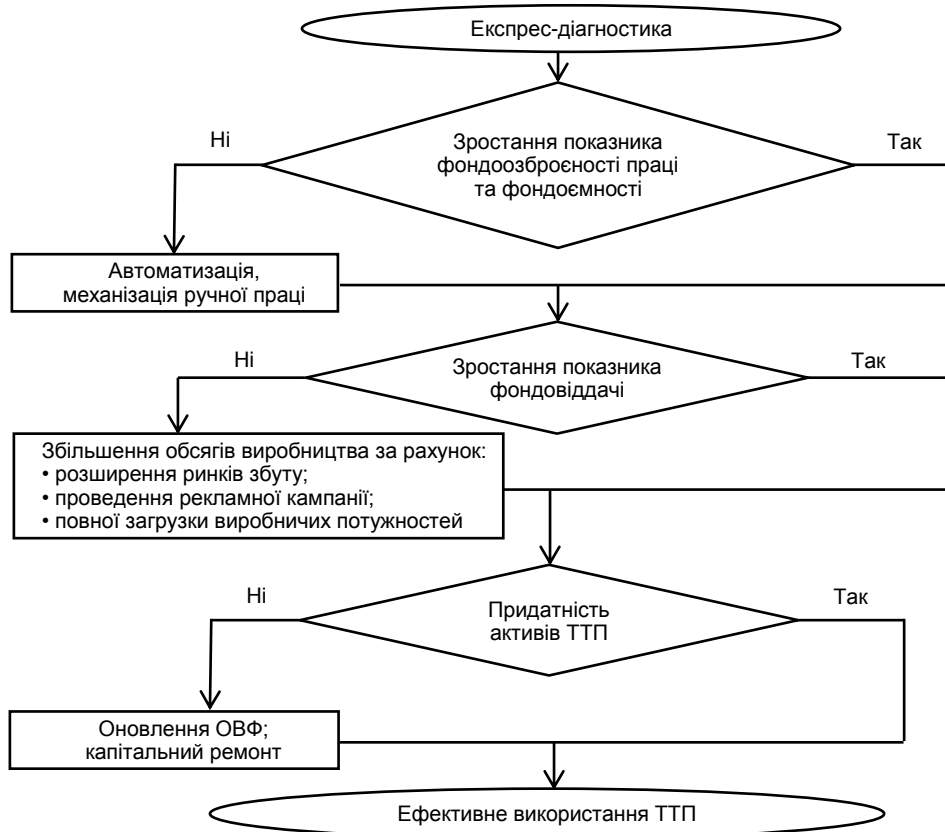 Експрес-діагностика
Зростання показника
фондоозброєності праці
та фондоємності
Ні
Так
Автоматизація,
механізація ручної праці
Зростання показника
фондовіддачі
Ні
Так
Збільшення обсягів виробництва за рахунок:
• розширення ринків збуту;
• проведення рекламної кампанії;
• повної загрузки виробничих потужностей
Придатність
активів ТТП
Ні
Так
Оновлення ОВФ;
капітальний ремонт
Ефективне використання ТТП